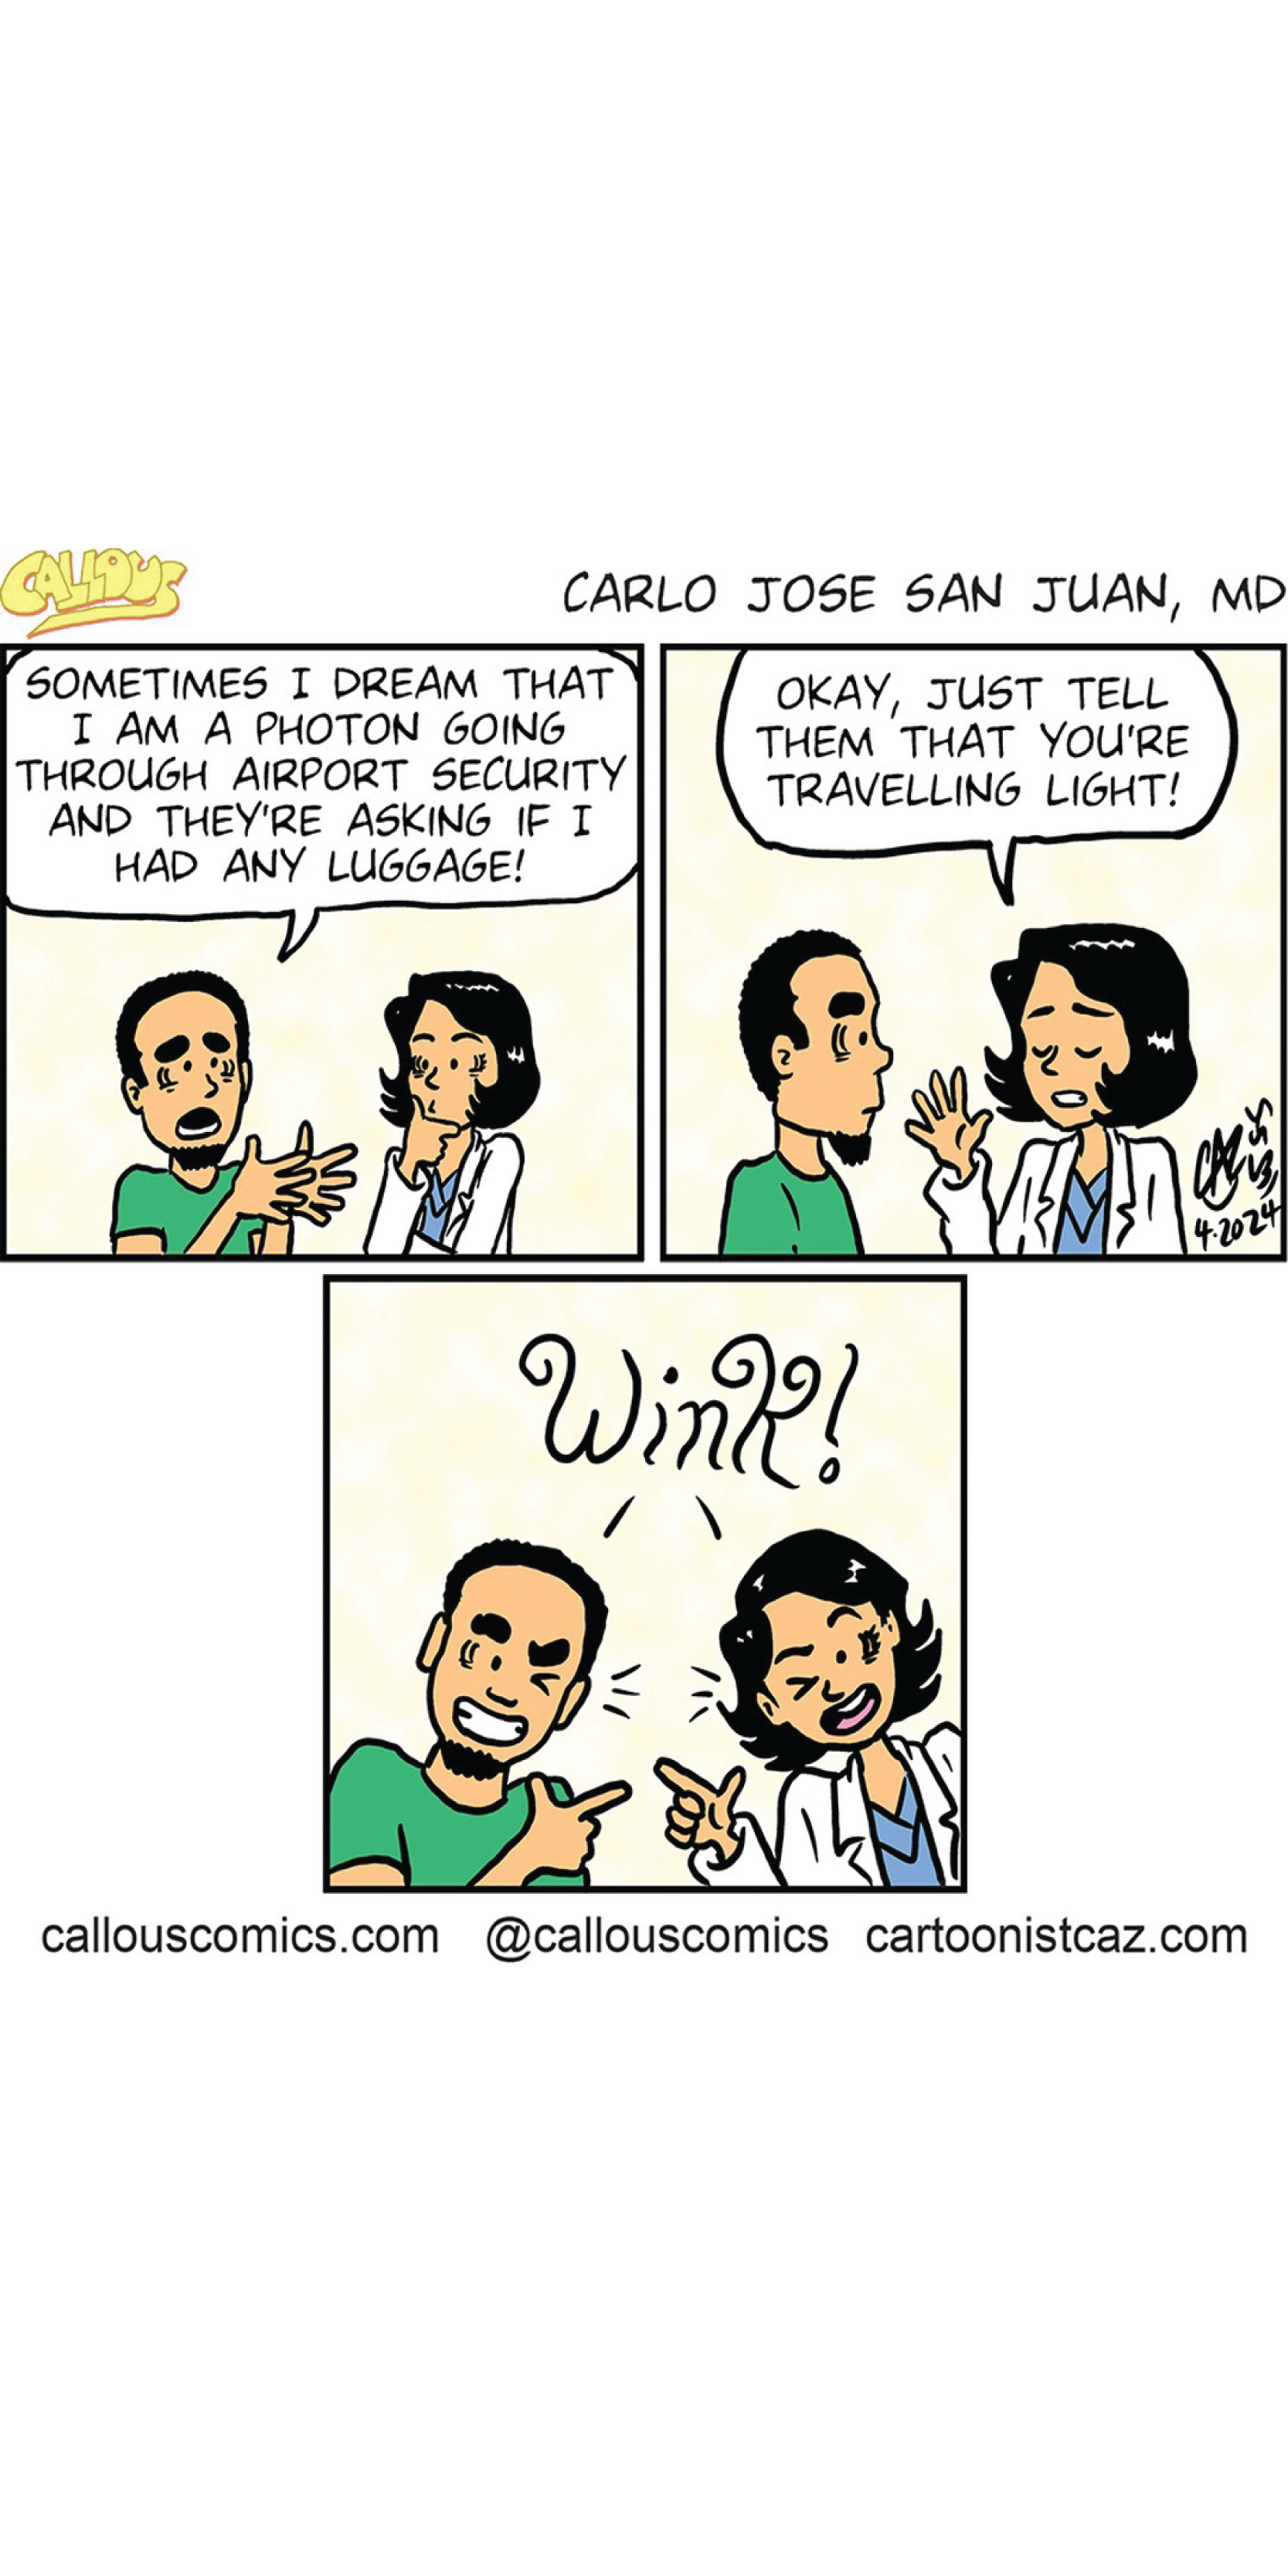 CALLOUS
CARLO JOSE SAN JUAN, MD
SOMETIMES I DREAM THAT
I AM A PHOTON GOING
THROUGH AIRPORT SECURITY
AND THEY'RE ASKING IF I
HAD ANY LUGGAGE!
OKAY, JUST TELL
THEM THAT YOU'RE
TRAVELLING LIGHT!
4.2024
Wink!
callouscomics.com @callouscomics cartoonistcaz.com